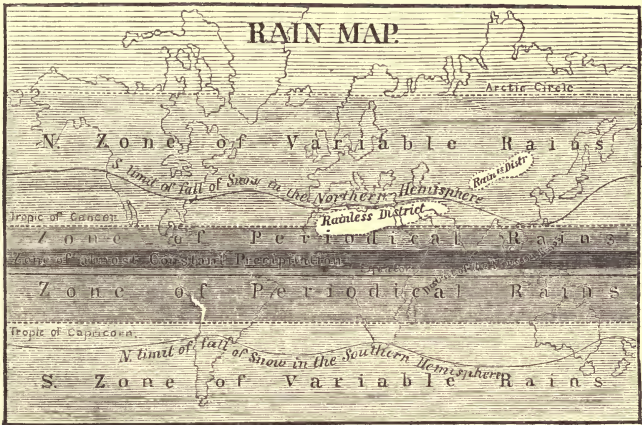 RAIN MAP.
Arctic Circle
N. Zone of Variable Rains
S. limit of fall of Snow in the Northern Hemisphere
Rainless Distr
Tropic of Cancer
Rainless District
Zone of Periodical Rains
Zone of almost Constant Precipitation
Zone of Periodical Rains
Tropic of Capricorn
N. limit of fall of Snow in the Southern Hemisphere
S. Zone of Variable Rains